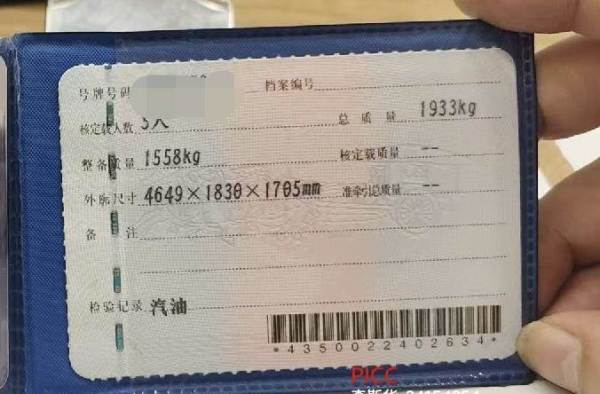 号牌号码 档案编号
核定载人数 5人 总质量 1933kg
整备质量 1558kg 核定载质量 --
外廓尺寸 4649×1830×1705mm 准牵引总质量 --
备注
检验记录 汽油
*4350022402634*
PICC